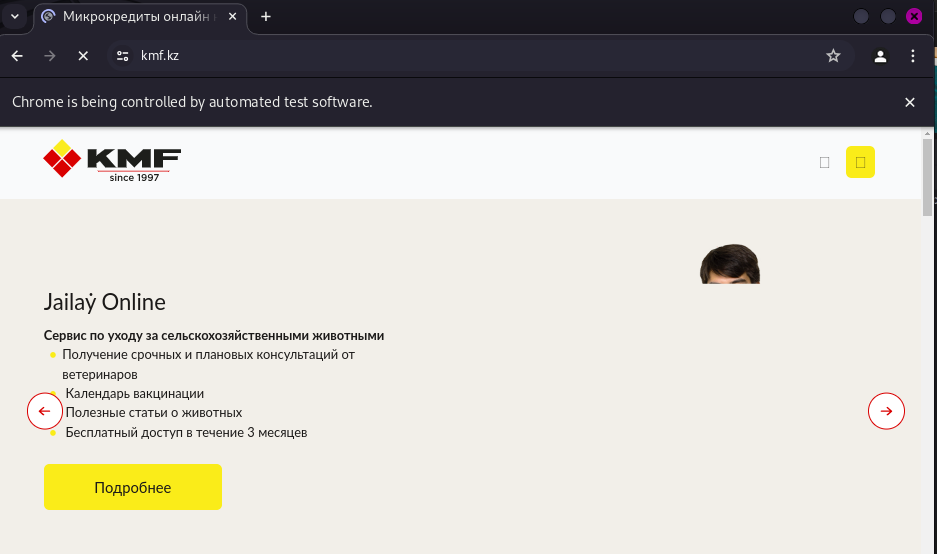 Микрокредиты онлайн
kmf.kz
Chrome is being controlled by automated test software.
KMF
since 1997
Jailaẏ Online
Сервис по уходу за сельскохозяйственными животными
Получение срочных и плановых консультаций от
ветеринаров
Календарь вакцинации
Полезные статьи о животных
Бесплатный доступ в течение 3 месяцев
Подробнее